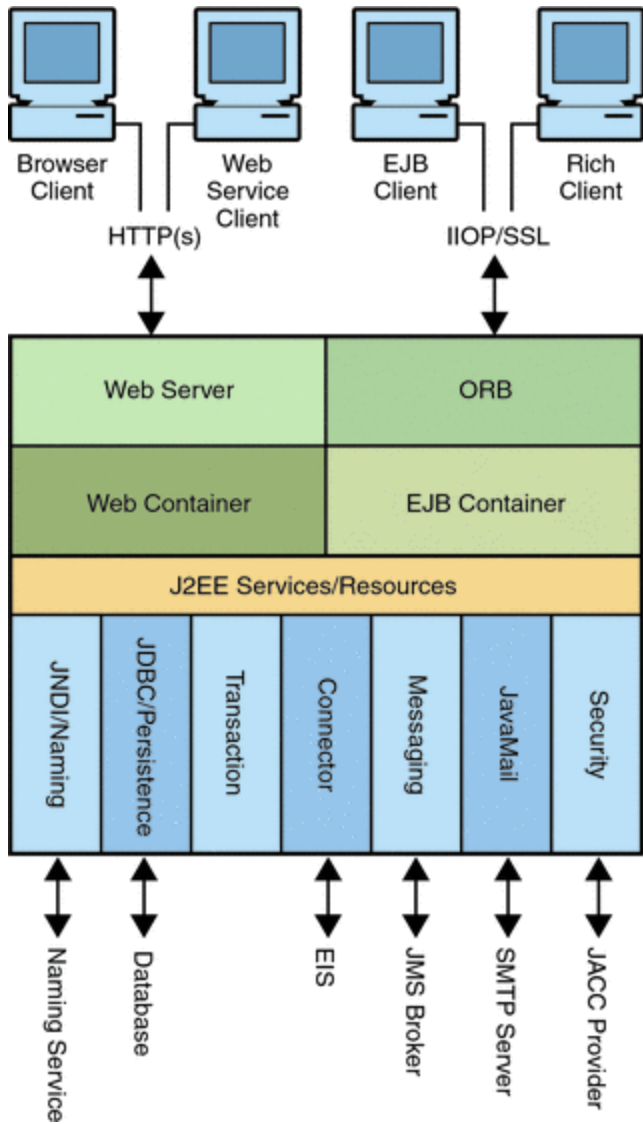 Browser
Client
Web
Service
Client
EJB
Client
Rich
Client
HTTP(s)
IIOP/SSL
Web Server
ORB
Web Container
EJB Container
J2EE Services/Resources
JNDI/Naming
JDBC/Persistence
Transaction
Connector
Messaging
JavaMail
Security
Naming Service
Database
EIS
JMS Broker
SMTP Server
JACC Provider